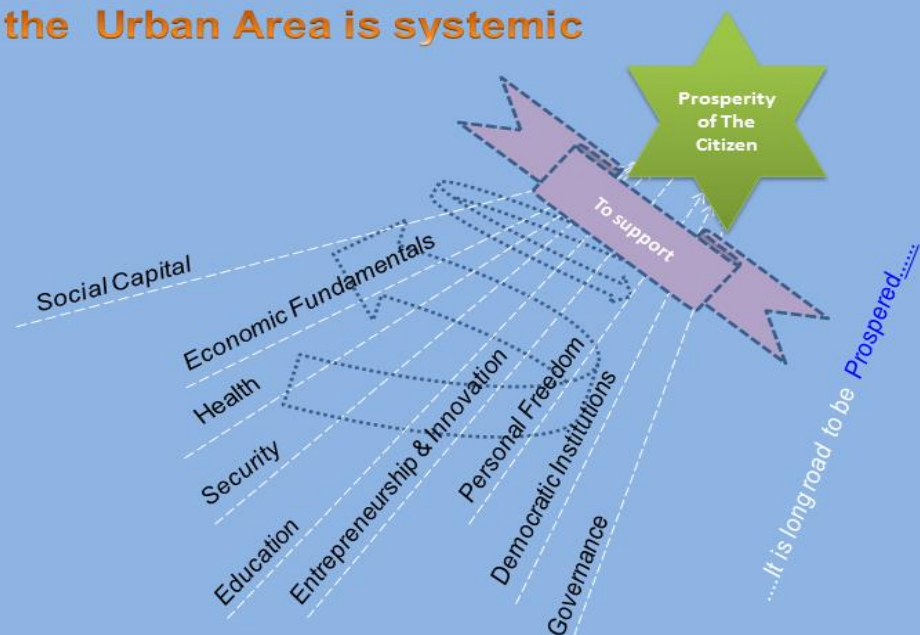 the Urban Area is systemic
Prosperity
of The
Citizen
To support
Social Capital
Economic Fundamentals
Health
Security
Education
Entrepreneurship & Innovation
Personal Freedom
Democratic Institutions
Governance
....It is long road to be Prospered......